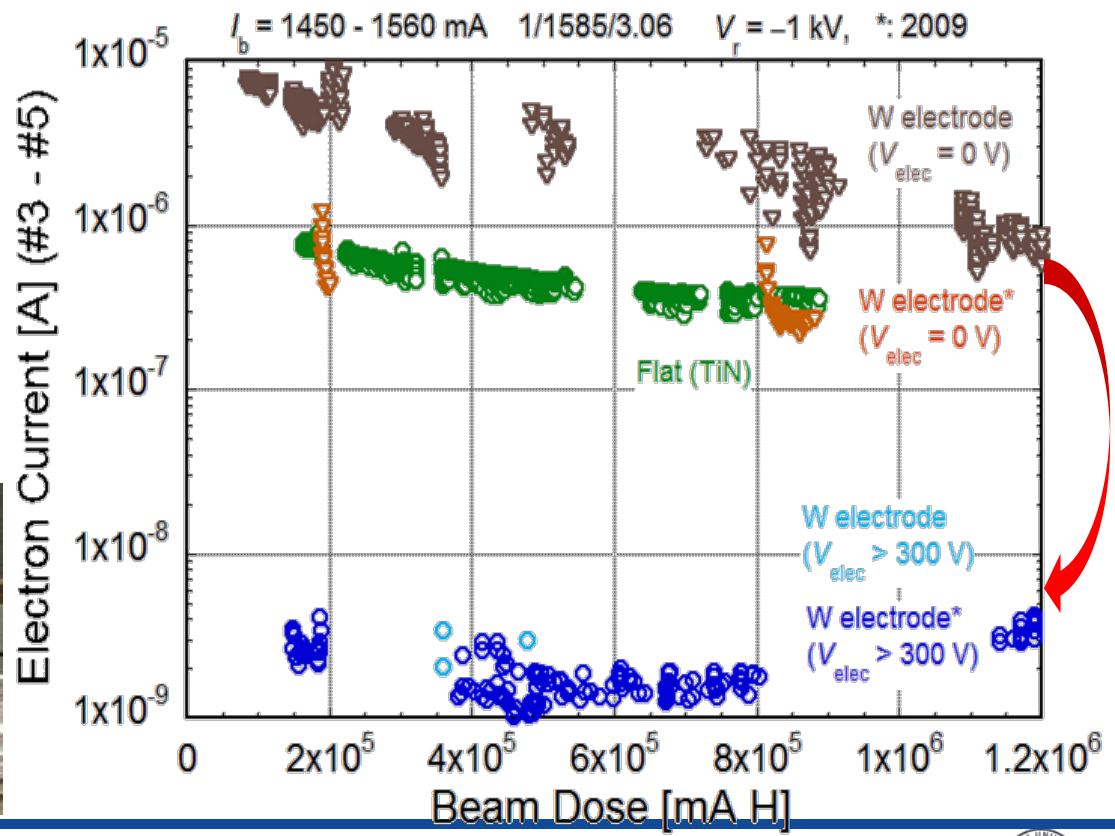 I_b = 1450 - 1560 mA 1/1585/3.06 V_r = –1 kV, *: 2009
Electron Current [A] (#3 - #5)
1x10^-5
1x10^-6
1x10^-7
1x10^-8
1x10^-9
W electrode
(V_elec = 0 V)
W electrode*
(V_elec = 0 V)
Flat (TiN)
W electrode
(V_elec > 300 V)
W electrode*
(V_elec > 300 V)
0 2x10^5 4x10^5 6x10^5 8x10^5 1x10^6 1.2x10^6
Beam Dose [mA H]